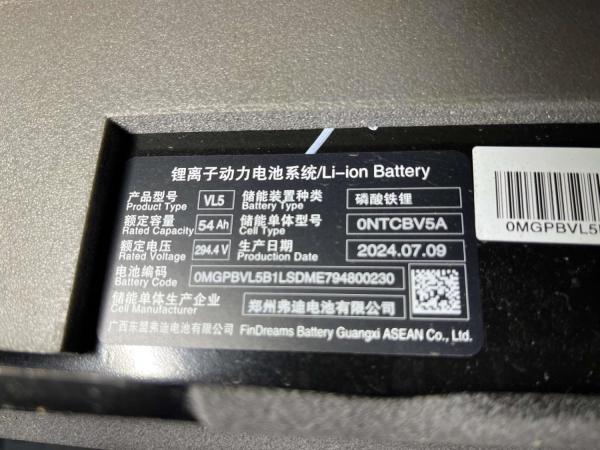 锂离子动力电池系统/Li-ion Battery
产品型号 VL5 储能装置种类 磷酸铁锂
Product Type Battery Type
额定容量 54 Ah 储能单体型号 0NTCBV5A
Rated Capacity Cell Type
额定电压 294.4 V 生产日期 2024.07.09
Rated Voltage Production Date
电池编码 0MGPBVL5B1LSDME794800230
Battery Code
储能单体生产企业 郑州弗迪电池有限公司
Cell Manufacturer
广西东盟弗迪电池有限公司 FinDreams Battery Guangxi ASEAN Co., Ltd.
0MGPBVL5